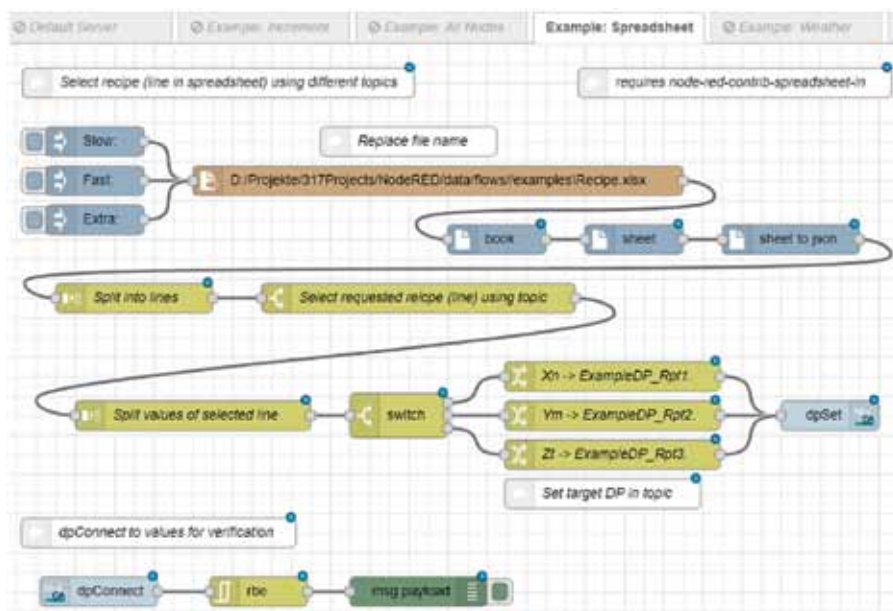 Default Server
Example: Increment
Example: All Nodes
Example: Spreadsheet
Example: Weather
Select recipe (line in spreadsheet) using different topics
requires node-red-contrib-spreadsheet-in
Slow:
Replace file name
Fast:
D:/Projekte/317Projects/NodeRED/data/flows//examples\Recipe.xlsx
Extra:
book
sheet
sheet to json
Split into lines
Select requested reicpe (line) using topic
Xn -> ExampleDP_Rpt1.
Split values of selected line
switch
Ym -> ExampleDP_Rpt2.
dpSet
Zt -> ExampleDP_Rpt3.
Set target DP in topic
dpConnect to values for verification
dpConnect
rbe
msg.payload